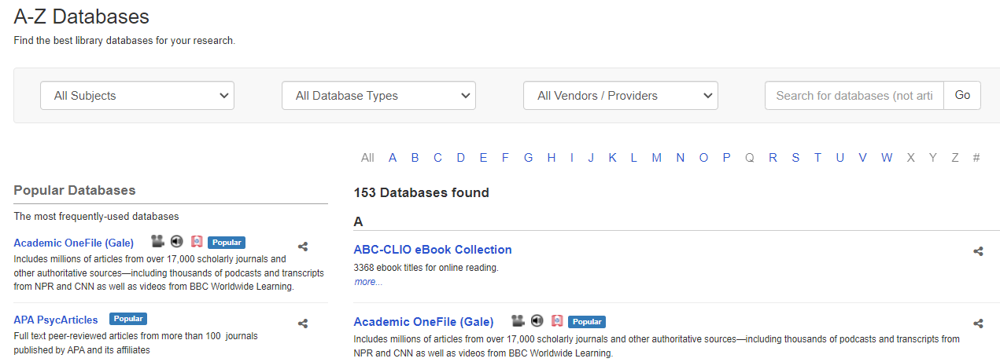 A-Z Databases
Find the best library databases for your research.
All Subjects
All Database Types
All Vendors / Providers
Search for databases (not arti
Go
All A B C D E F G H I J K L M N O P Q R S T U V W X Y Z #
Popular Databases
The most frequently-used databases
Academic OneFile (Gale) Popular
Includes millions of articles from over 17,000 scholarly journals and
other authoritative sources—including thousands of podcasts and transcripts
from NPR and CNN as well as videos from BBC Worldwide Learning.
APA PsycArticles Popular
Full text peer-reviewed articles from more than 100 journals
published by APA and its affiliates
153 Databases found
A
ABC-CLIO eBook Collection
3368 ebook titles for online reading.
more...
Academic OneFile (Gale) Popular
Includes millions of articles from over 17,000 scholarly journals and other authoritative sources—including thousands of podcasts and transcripts from
NPR and CNN as well as videos from BBC Worldwide Learning.